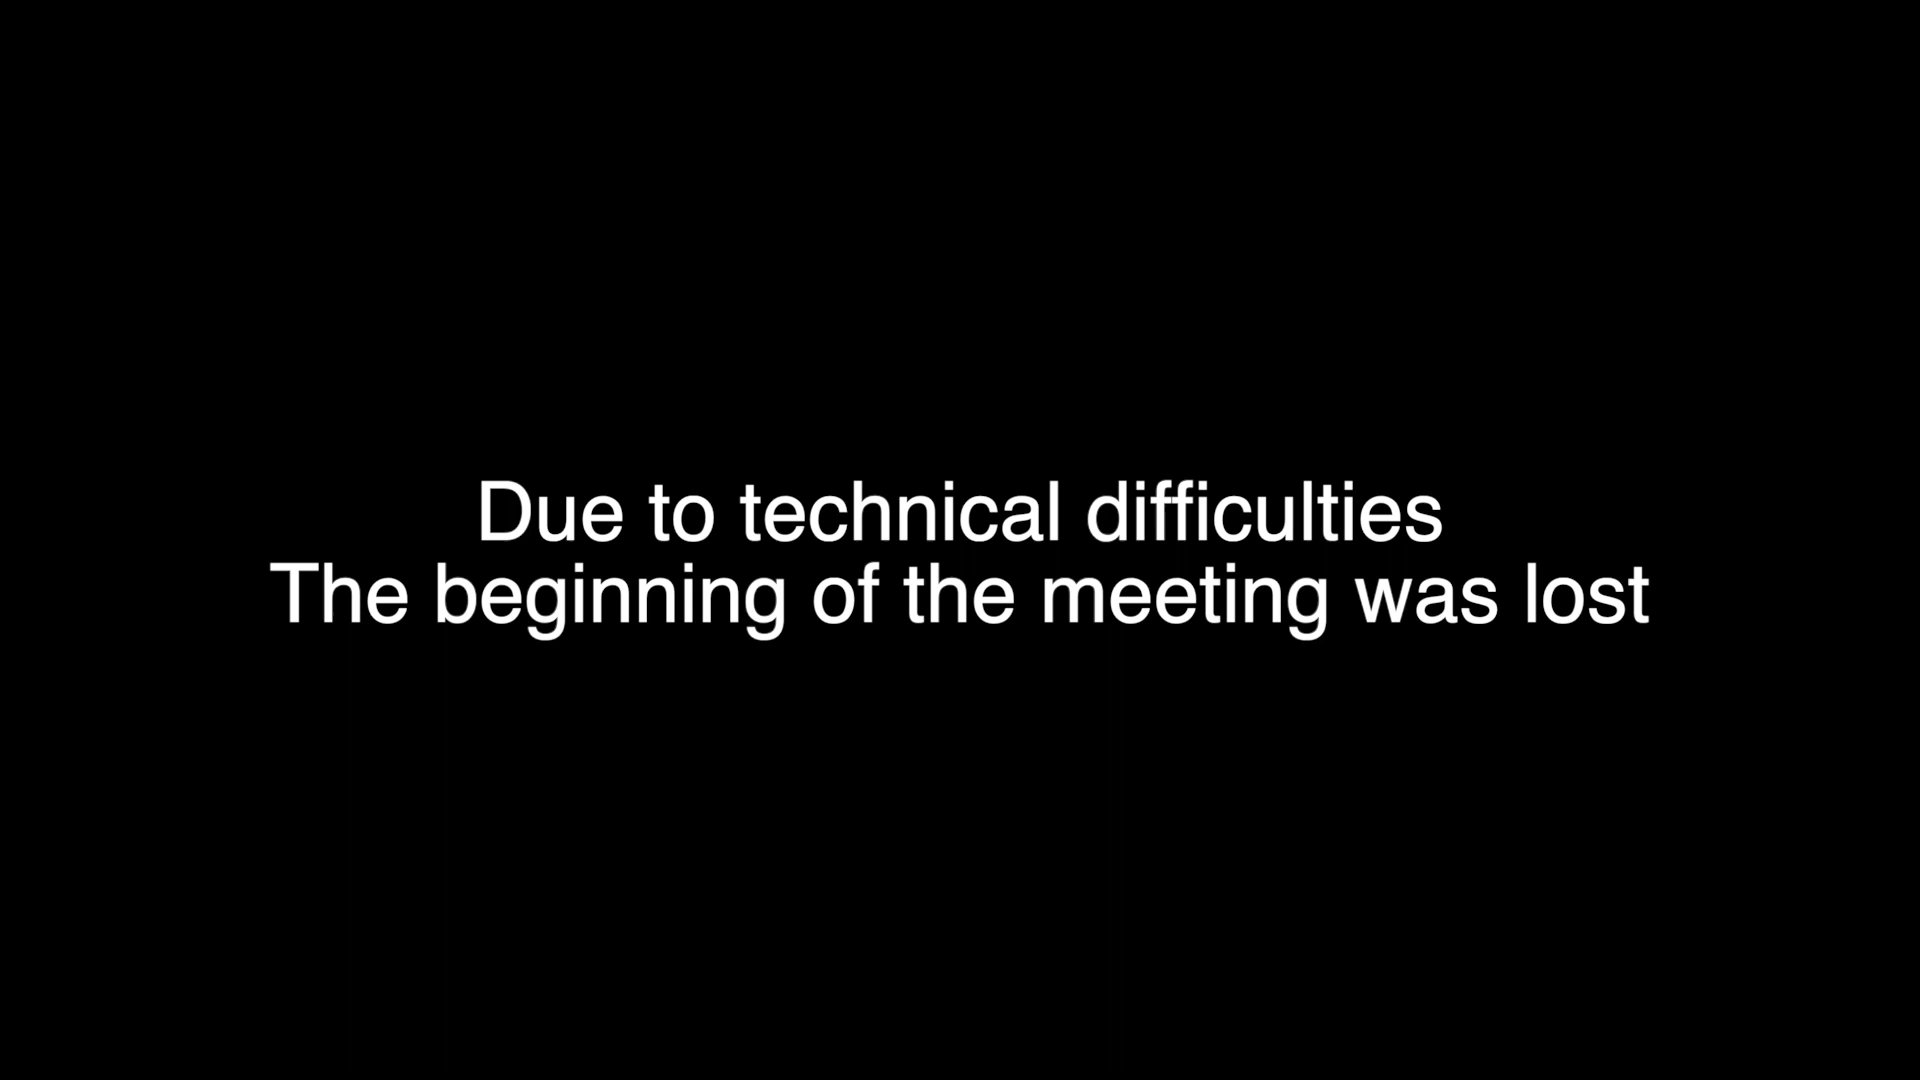 Due to technical difficulties
The beginning of the meeting was lost